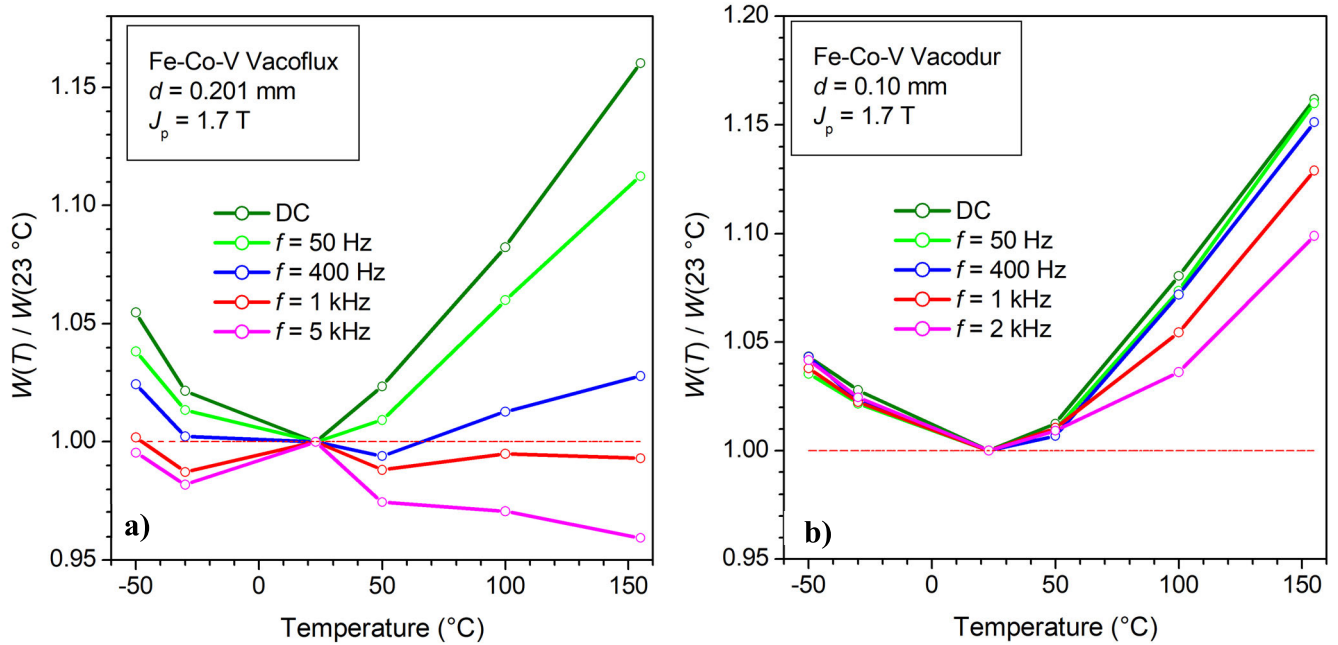 W(T) / W(23 °C)
1.15
1.10
1.05
1.00
0.95
Fe-Co-V Vacoflux
d = 0.201 mm
Jp = 1.7 T
DC
f = 50 Hz
f = 400 Hz
f = 1 kHz
f = 5 kHz
a)
-50 0 50 100 150
Temperature (°C)
W(T) / W(23 °C)
1.20
1.15
1.10
1.05
1.00
0.95
Fe-Co-V Vacodur
d = 0.10 mm
Jp = 1.7 T
DC
f = 50 Hz
f = 400 Hz
f = 1 kHz
f = 2 kHz
b)
-50 0 50 100 150
Temperature (°C)